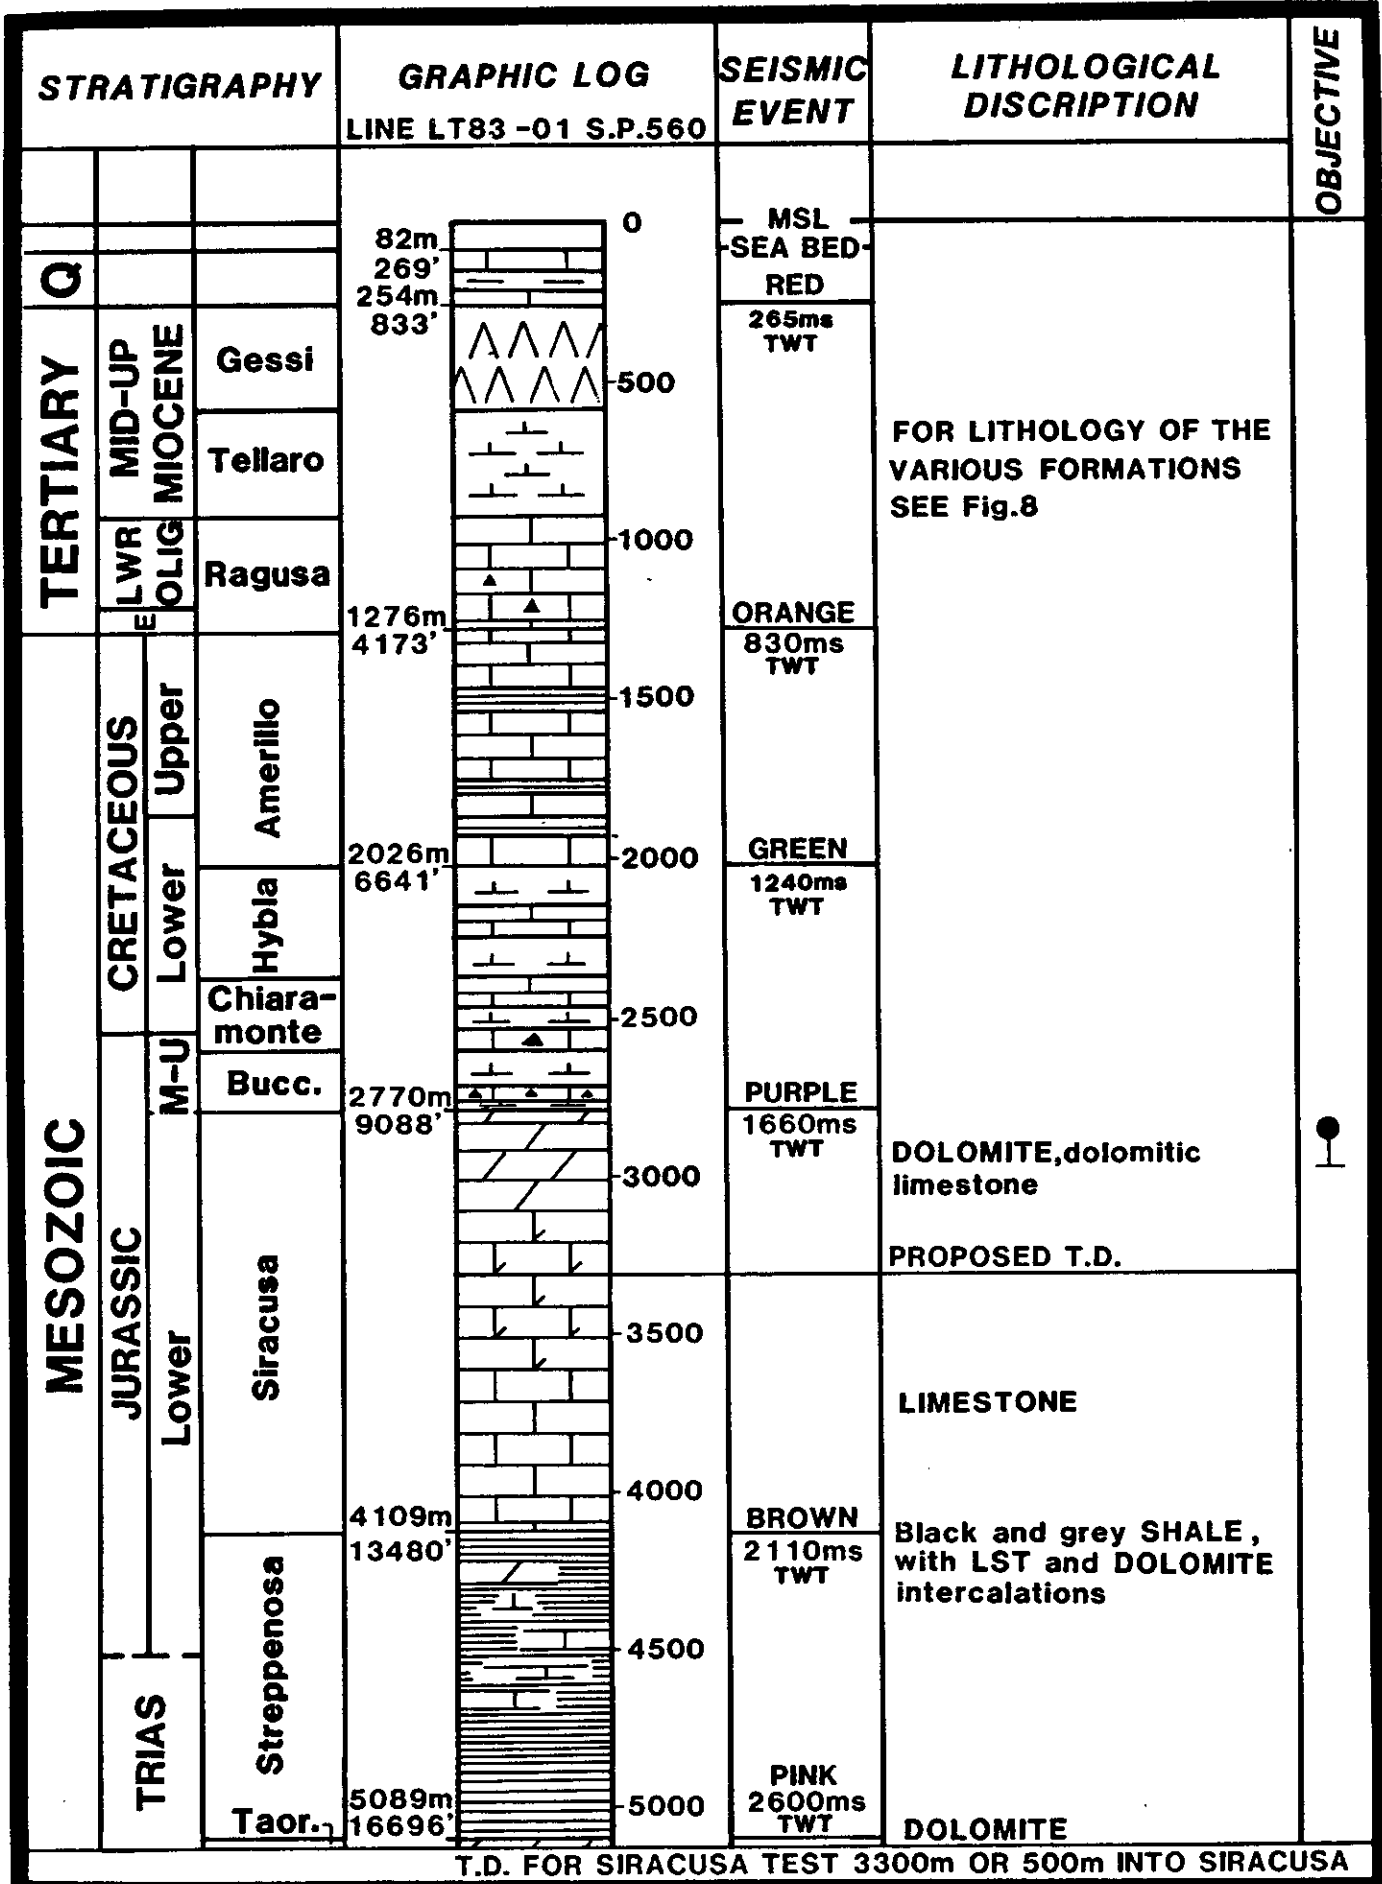 STRATIGRAPHY
GRAPHIC LOG
LINE LT83-01 S.P.560
SEISMIC
EVENT
LITHOLOGICAL
DISCRIPTION
OBJECTIVE
0
MSL
82m
SEA BED
269'
RED
254m
833'
265ms
TWT
Q
TERTIARY
MID-UP
MIOCENE
Gessi
500
Tellaro
FOR LITHOLOGY OF THE
VARIOUS FORMATIONS
SEE Fig.8
LWR
OLIG
Ragusa
1000
E
1276m
4173'
ORANGE
830ms
TWT
MESOZOIC
CRETACEOUS
Upper
Amerillo
1500
2026m
6641'
2000
GREEN
1240ms
TWT
Lower
Hybla
Chiara-
monte
2500
JURASSIC
M-U
Bucc.
2770m
9088'
PURPLE
1660ms
TWT
DOLOMITE,dolomitic
limestone
3000
PROPOSED T.D.
Lower
Siracusa
3500
LIMESTONE
4000
4109m
13480'
BROWN
2110ms
TWT
Black and grey SHALE,
with LST and DOLOMITE
intercalations
Streppenosa
4500
TRIAS
PINK
2600ms
TWT
5089m
16696'
5000
Taor.
DOLOMITE
T.D. FOR SIRACUSA TEST 3300m OR 500m INTO SIRACUSA